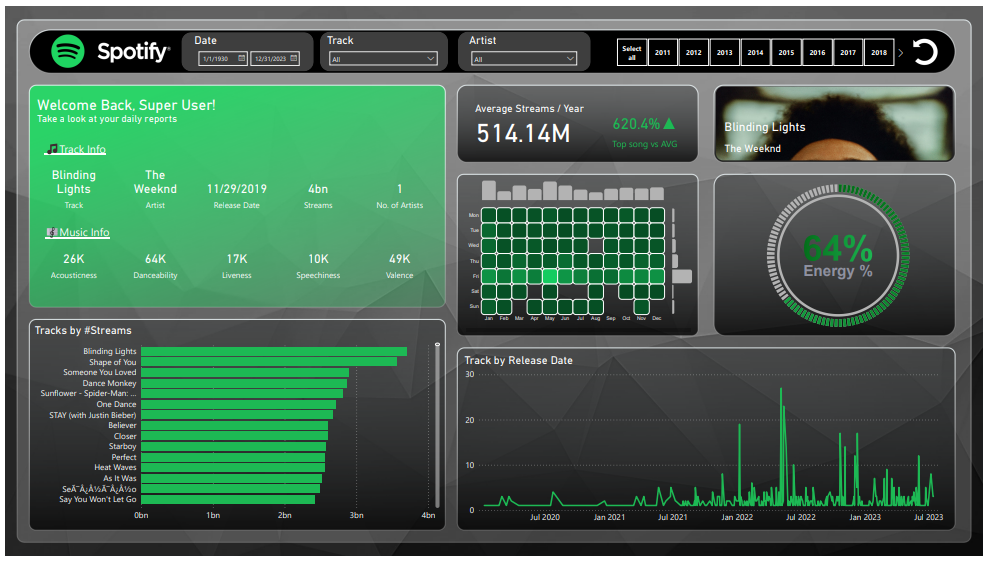 Spotify®
Date
1/1/1930
12/31/2023
Track
All
Artist
All
Select all
2011
2012
2013
2014
2015
2016
2017
2018
Welcome Back, Super User!
Take a look at your daily reports
Track Info
Blinding Lights
The Weeknd
11/29/2019
4bn
1
Track
Artist
Release Date
Streams
No. of Artists
Music Info
26K
64K
17K
10K
49K
Acousticness
Danceability
Liveness
Speechiness
Valence
Average Streams / Year
514.14M
620.4%▲
Top song vs AVG
Blinding Lights
The Weeknd
Mon
Tue
Wed
Thu
Fri
Sat
Sun
Jan Feb Mar Apr May Jun Jul Aug Sep Oct Nov Dec
64%
Energy %
Tracks by #Streams
Blinding Lights
Shape of You
Someone You Loved
Dance Monkey
Sunflower - Spider-Man: ...
One Dance
STAY (with Justin Bieber)
Believer
Closer
Starboy
Perfect
Heat Waves
As It Was
Say You Won't Let Go
0bn 1bn 2bn 3bn 4bn
Track by Release Date
30
20
10
0
Jul 2020 Jan 2021 Jul 2021 Jan 2022 Jul 2022 Jan 2023 Jul 2023